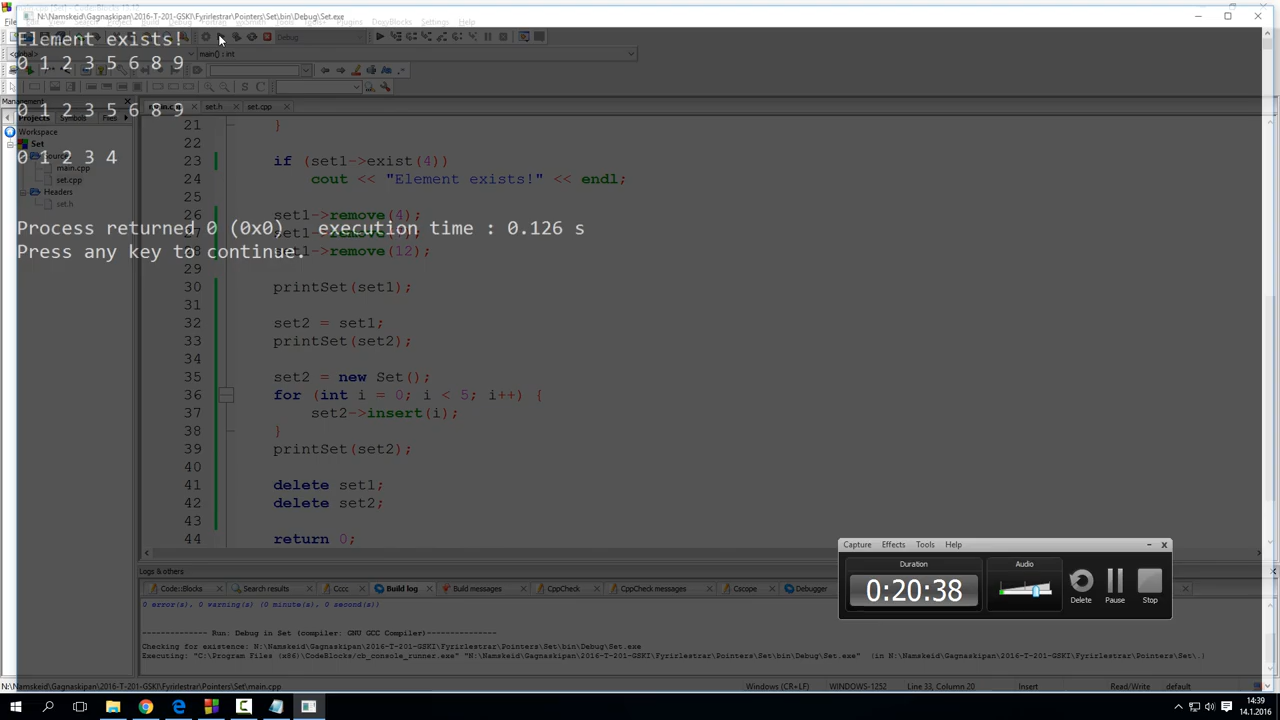 N:\Namskeid\Gagnaskipan\2016-T-201-GSKI\Fyrirlestrar\Pointers\Set\bin\Debug\Set.exe
Element exists!
0 1 2 3 5 6 8 9
0 1 2 3 5 6 8 9
0 1 2 3 4
Process returned 0 (0x0)   execution time : 0.126 s
Press any key to continue.
Debug
main() : int
Management
Projects Symbols Files
Workspace
Set
main.cpp
set.cpp
Headers
set.h
set.h
set.cpp
21 }
22
23 if (set1->exist(4))
24 cout << "Element exists!" << endl;
25
26 set1->remove(4);
28 set1->remove(12);
29
30 printSet(set1);
31
32 set2 = set1;
33 printSet(set2);
34
35 set2 = new Set();
36 for (int i = 0; i < 5; i++) {
37 set2->insert(i);
38 }
39 printSet(set2);
40
41 delete set1;
42 delete set2;
43
44 return 0;
Capture Effects Tools Help
Duration
0:20:38
Audio
Delete
Pause
Stop
Logs & others
Code::Blocks
Search results
Cccc
Build log
Build messages
CppCheck
CppCheck messages
Cscope
Debugger
0 error(s), 0 warning(s) (0 minute(s), 0 second(s))
-------------- Run: Debug in Set (compiler: GNU GCC Compiler)---------------
Checking for existence: N:\Namskeid\Gagnaskipan\2016-T-201-GSKI\Fyrirlestrar\Pointers\Set\bin\Debug\Set.exe
Executing: "C:\Program Files (x86)\CodeBlocks/cb_console_runner.exe" "N:\Namskeid\Gagnaskipan\2016-T-201-GSKI\Fyrirlestrar\Pointers\Set\bin\Debug\Set.exe"  (in N:\Namskeid\Gagnaskipan\2016-T-201-GSKI\Fyrirlestrar\Pointers\Set\.)
N:\Namskeid\Gagnaskipan\2016-T-201-GSKI\Fyrirlestrar\Pointers\Set\main.cpp
Windows (CR+LF)
WINDOWS-1252
Line 33, Column 20
Insert
Read/Write
default
14:39
14.1.2016